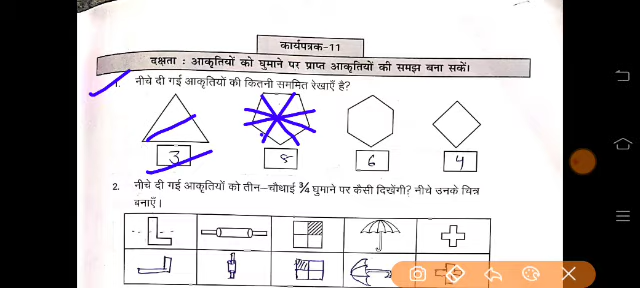 कार्यपत्रक-11
दक्षता : आकृतियों को घुमाने पर प्राप्त आकृतियों की समझ बना सकें।
1. नीचे दी गई आकृतियों की कितनी सममित रेखाएँ है?
3 8 6 4
2. नीचे दी गई आकृतियों को तीन-चौथाई ¾ घुमाने पर कैसी दिखेंगी? नीचे उनके चित्र
बनाएँ।